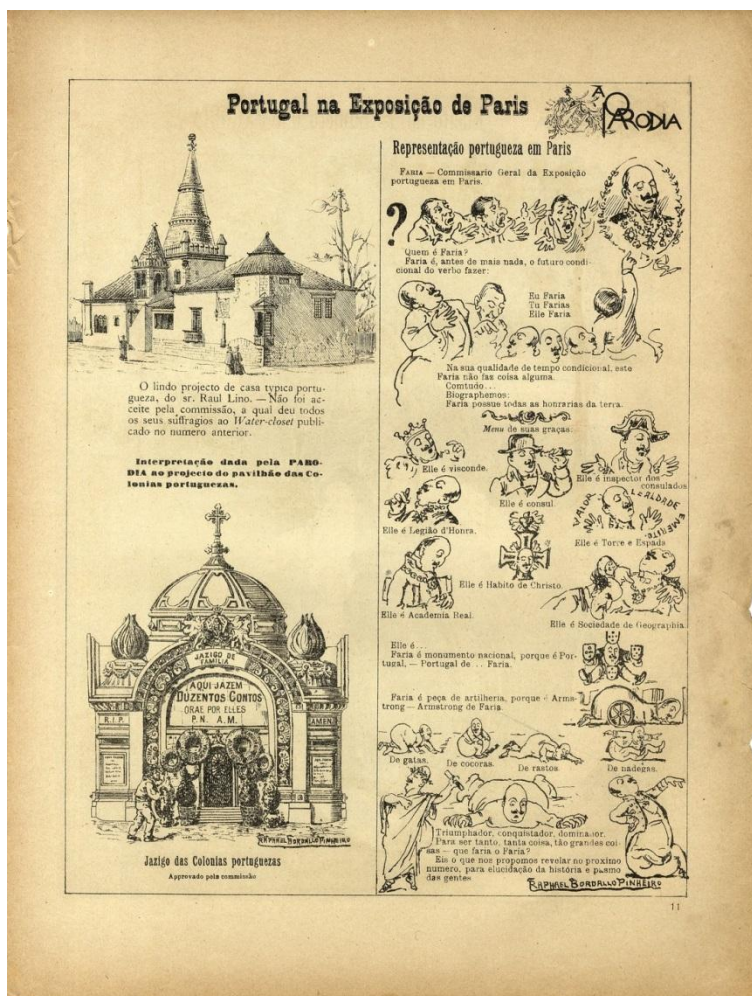 Portugal na Exposição de Paris
A PARODIA
O lindo projecto de casa typica portu-
gueza, do sr. Raul Lino. — Não foi ac-
ceite pela commissão, a qual deu todos
os seus suffragios ao Water-closet publi-
cado no numero anterior.
Interpretação dada pela PARO-
DIA ao projecto do pavilhão das Co-
lonias portuguezas.
JAZIGO DE
FAMILIA
AQUI JAZEM
DUZENTOS CONTOS
ORAE POR ELLES
P.N. A.M.
R.I.P.
AMEN
RAPHAEL BORDALLO PINHEIRO
Jazigo das Colonias portuguezas
Approvado pela commissão
Representação portugueza em Paris
FARIA — Commissario Geral da Exposição
portugueza em Paris.
?
Quem é Faria?
Faria é, antes de mais nada, o futuro condi-
cional do verbo fazer:
Eu Faria
Tu Farias
Elle Faria
Na sua qualidade de tempo condicional, este
Faria não fas coisa alguma.
Comtudo...
Biographemos:
Faria possue todas as honrarias da terra.
Menu de suas graças:
Elle é visconde.
Elle é consul.
Elle é inspector dos
consulados
Elle é Legião d'Honra.
VALOR LEALDADE E MERITO
Elle é Torre e Espada
Elle é Habito de Christo.
Elle é Academia Real.
Elle é Sociedade de Geographia
Elle é...
Faria é monumento nacional, porque é Por-
tugal, — Portugal de ... Faria.
Faria é peça de artilheria, porque é Arms-
trong — Armstrong de Faria.
De gatas.
De cocoras.
De rastos.
De nadegas.
Triumphador, conquistador, dominador.
Para ser tanto, tanta coisa, tão grandes coi-
sas — que faria o Faria?
Eis o que nos propomos revelar no proximo
numero, para elucidação da história e pasmo
das gentes
RAPHAEL BORDALLO PINHEIRO
11